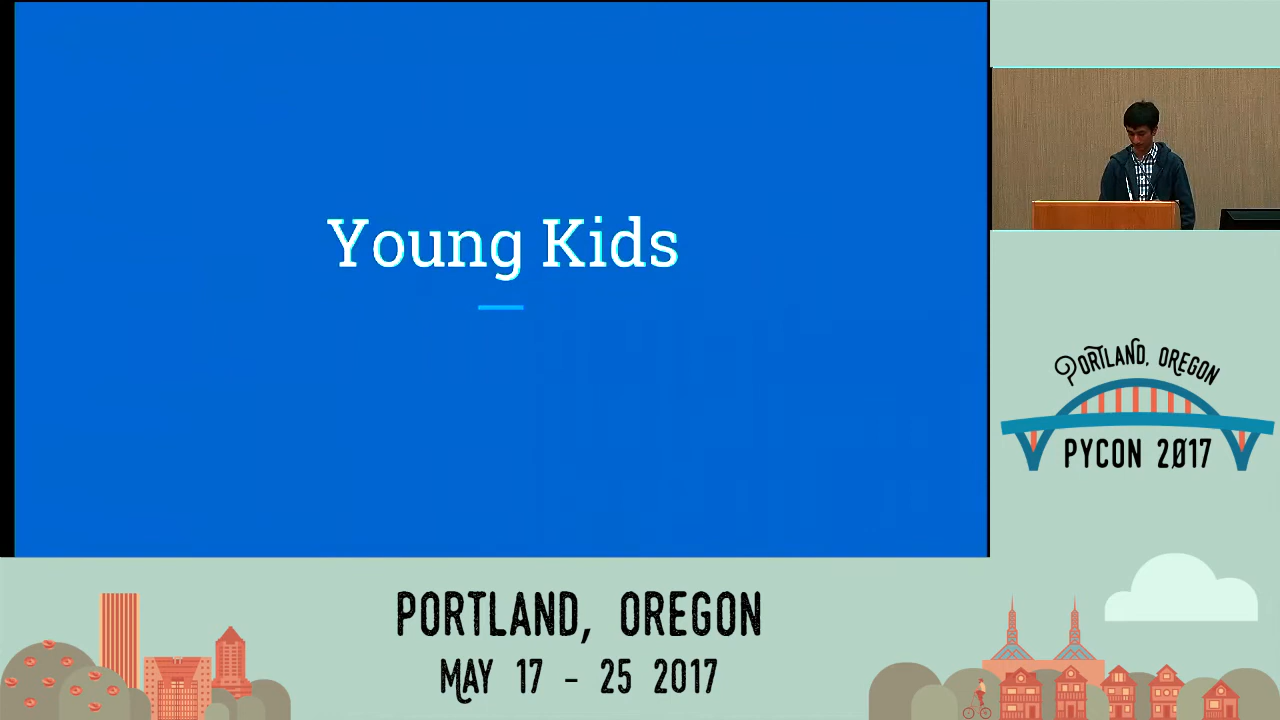 Young Kids
PORTLAND, OREGON
PYCON 2017
PORTLAND, OREGON
MAY 17 - 25 2017